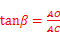 tanβ = AO/AC